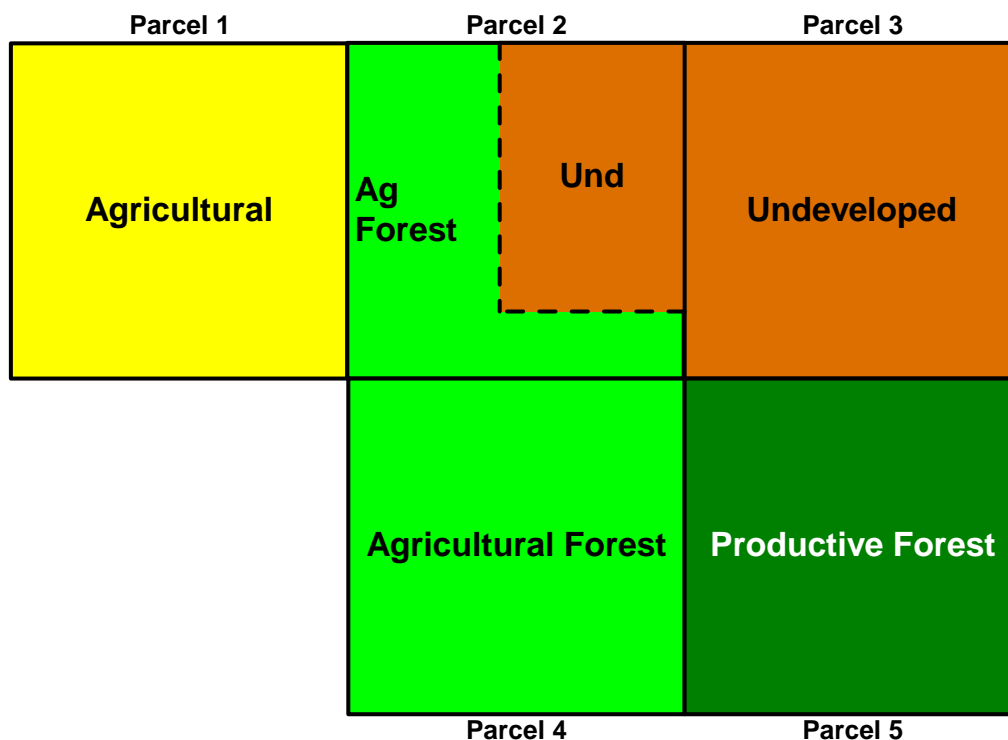 Parcel 1
Parcel 2
Parcel 3
Agricultural
Ag
Forest
Und
Undeveloped
Agricultural Forest
Productive Forest
Parcel 4
Parcel 5